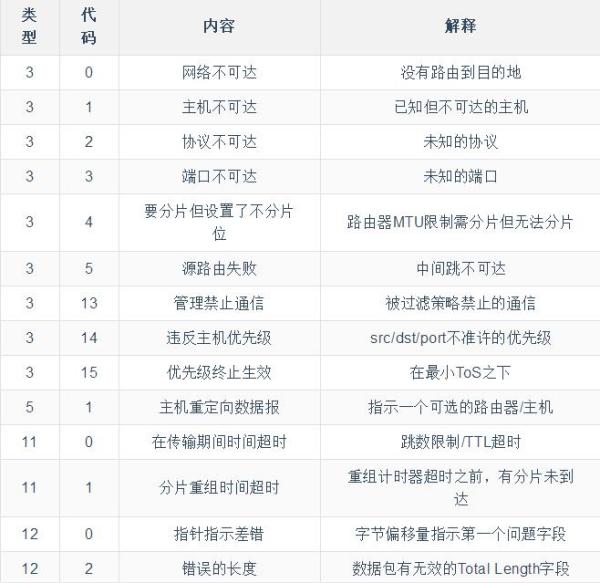 类型 代码 内容 解释
3 0 网络不可达 没有路由到目的地
3 1 主机不可达 已知但不可达的主机
3 2 协议不可达 未知的协议
3 3 端口不可达 未知的端口
3 4 要分片但设置了不分片位 路由器MTU限制需分片但无法分片
3 5 源路由失败 中间跳不可达
3 13 管理禁止通信 被过滤策略禁止的通信
3 14 违反主机优先级 src/dst/port不准许的优先级
3 15 优先级终止生效 在最小ToS之下
5 1 主机重定向数据报 指示一个可选的路由器/主机
11 0 在传输期间时间超时 跳数限制/TTL超时
11 1 分片重组时间超时 重组计时器超时之前，有分片未到达
12 0 指针指示差错 字节偏移量指示第一个问题字段
12 2 错误的长度 数据包有无效的Total Length字段